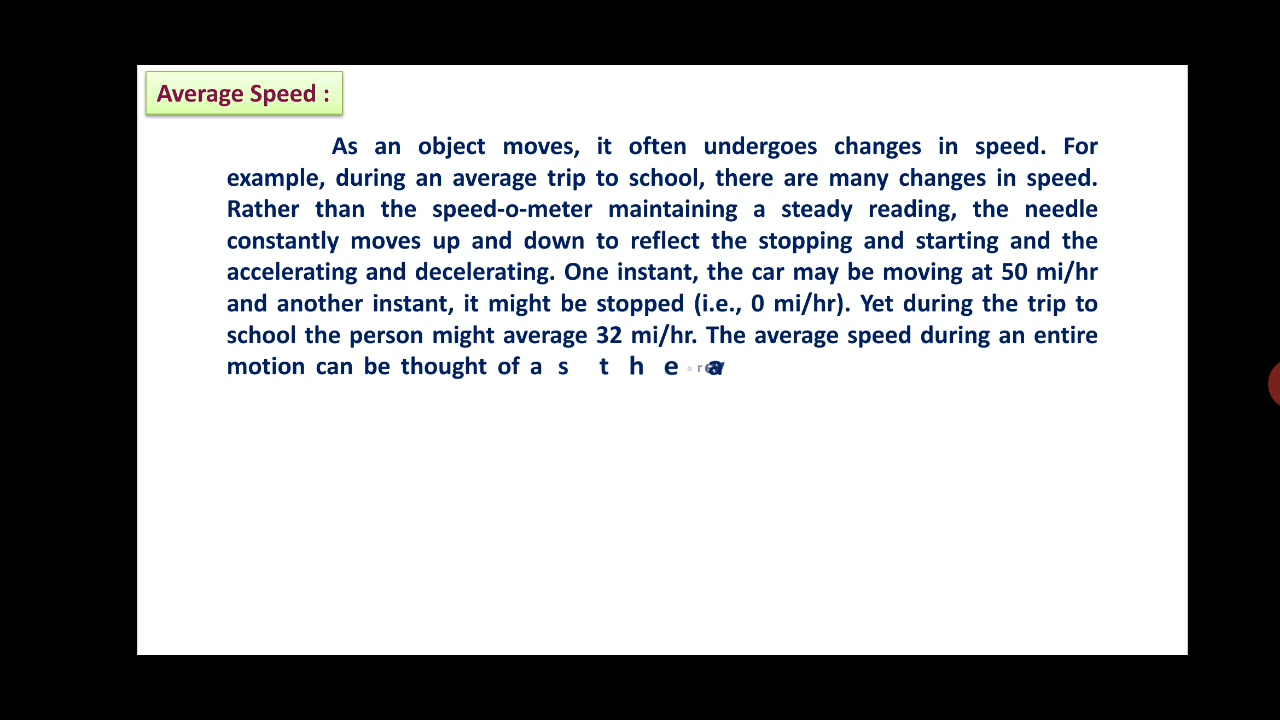 Average Speed :
As an object moves, it often undergoes changes in speed. For
example, during an average trip to school, there are many changes in speed.
Rather than the speed-o-meter maintaining a steady reading, the needle
constantly moves up and down to reflect the stopping and starting and the
accelerating and decelerating. One instant, the car may be moving at 50 mi/hr
and another instant, it might be stopped (i.e., 0 mi/hr). Yet during the trip to
school the person might average 32 mi/hr. The average speed during an entire
motion can be thought of as the